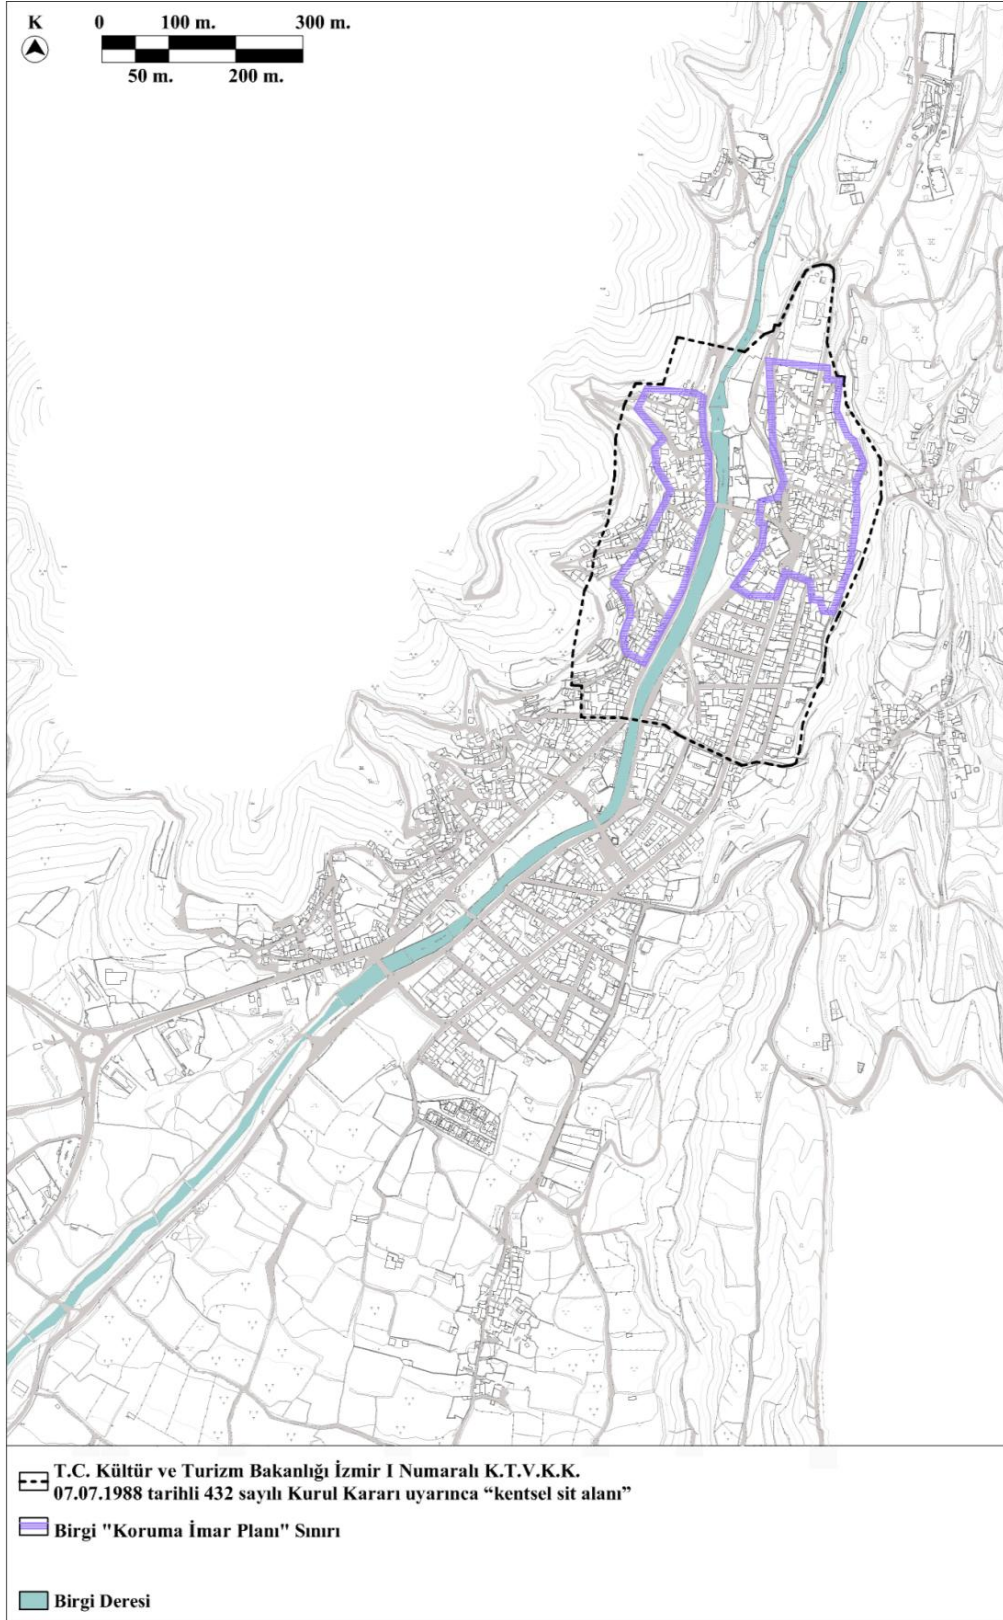 K
0 100 m. 300 m.
50 m. 200 m.
T.C. Kültür ve Turizm Bakanlığı İzmir I Numaralı K.T.V.K.K.
07.07.1988 tarihli 432 sayılı Kurul Kararı uyarınca “kentsel sit alanı”
Birgi "Koruma İmar Planı" Sınırı
Birgi Deresi